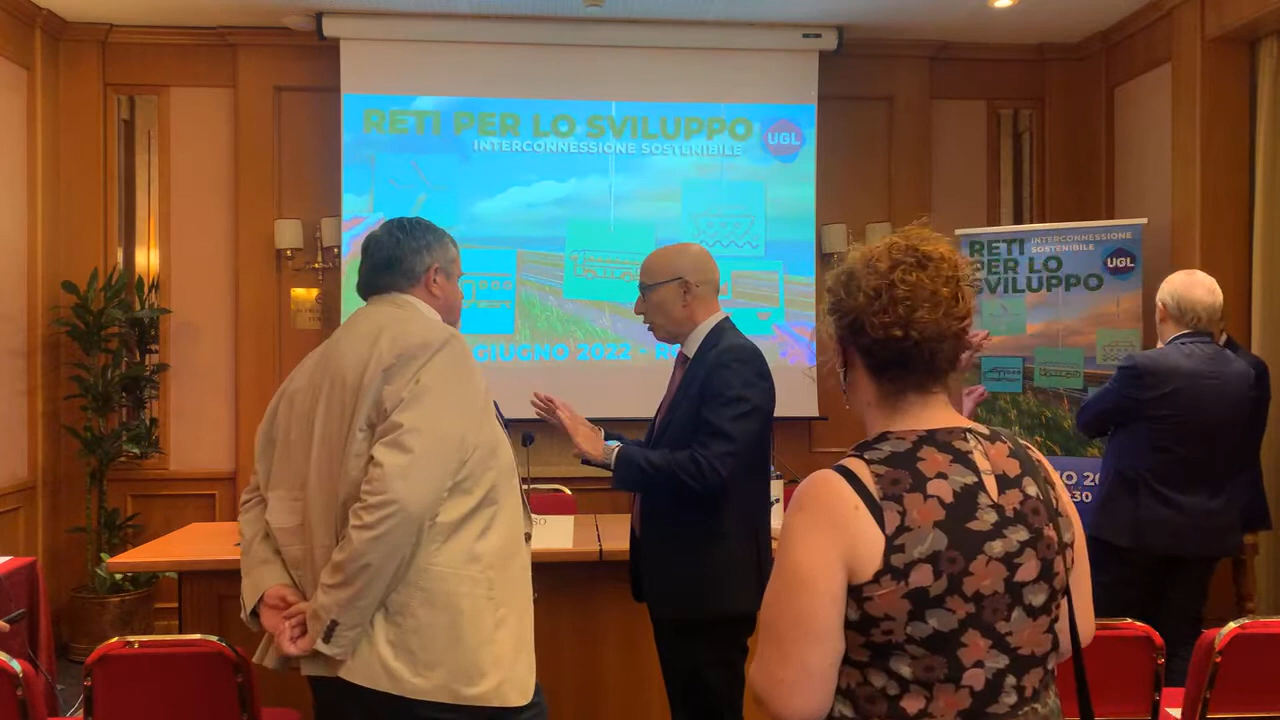 RETI PER LO SVILUPPO
UGL
INTERCONNESSIONE SOSTENIBILE
GIUGNO 2022 -
RETI
PER LO
SVILUPPO
INTERCONNESSIONE
SOSTENIBILE
UGL